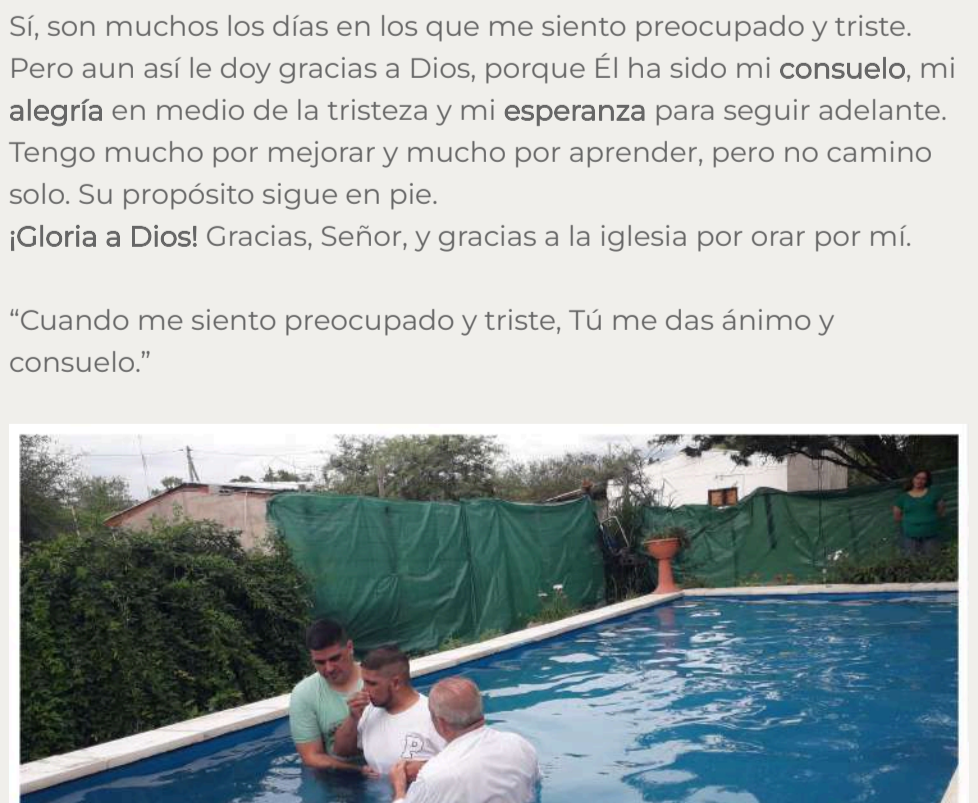 Sí, son muchos los días en los que me siento preocupado y triste.
Pero aun así le doy gracias a Dios, porque Él ha sido mi consuelo, mi
alegría en medio de la tristeza y mi esperanza para seguir adelante.
Tengo mucho por mejorar y mucho por aprender, pero no camino
solo. Su propósito sigue en pie.
¡Gloria a Dios! Gracias, Señor, y gracias a la iglesia por orar por mí.
“Cuando me siento preocupado y triste, Tú me das ánimo y
consuelo.”
P